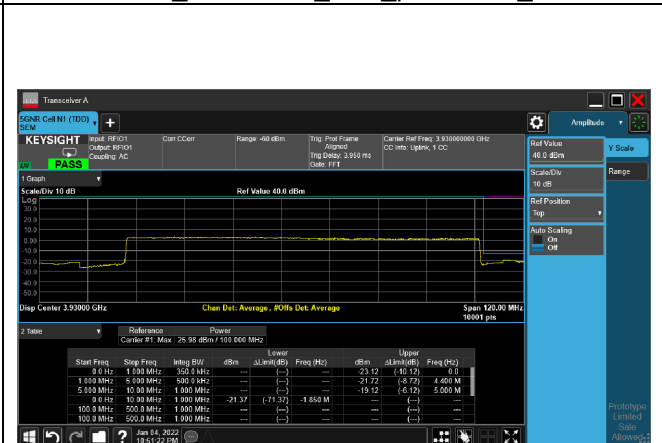 Transceiver A
5GNR Cell N1 (TDD)
SEM
+
Amplitude
KEYSIGHT
Input: RFIO1
Output: RFIO1
Coupling: AC
Corr CCorr
Range: -60 dBm
Trig: Prot Frame
Aligned
Trig Delay: 3.950 ms
Gate: FFT
Carrier Ref Freq: 3.930000000 GHz
CC Info: Uplink, 1 CC
PASS
Ref Value
40.0 dBm
Y Scale
Scale/Div
10 dB
Range
Ref Position
Top
Auto Scaling
On
Off
1 Graph
Scale/Div 10 dB
Ref Value 40.0 dBm
Log
30.0
20.0
10.0
0.00
-10.0
-20.0
-30.0
-40.0
-50.0
Disp Center 3.93000 GHz
Chan Det: Average , #Offs Det: Average
Span 120.00 MHz
10001 pts
2 Table
Reference Power
Carrier #1: Max 25.98 dBm / 100.000 MHz
Lower Upper
Start Freq Stop Freq Integ BW dBm ΔLimit(dB) Freq (Hz) dBm ΔLimit(dB) Freq (Hz)
0.0 Hz 1.000 MHz 350.0 kHz --- (---) --- -23.12 (-10.12) 0.0
1.000 MHz 5.000 MHz 500.0 kHz --- (---) --- -21.72 (-8.72) 4.400 M
5.000 MHz 10.00 MHz 1.000 MHz --- (---) --- -19.12 (-6.12) 5.000 M
0.0 Hz 10.00 MHz 1.000 MHz -21.37 (-71.37) -1.850 M --- (---) ---
100.0 MHz 500.0 MHz 1.000 MHz --- (---) --- --- (---) ---
100.0 MHz 500.0 MHz 1.000 MHz --- (---) --- --- (---) ---
Prototype
Limited
Sale
Allowed
?
Jan 04, 2022
10:51:22 PM